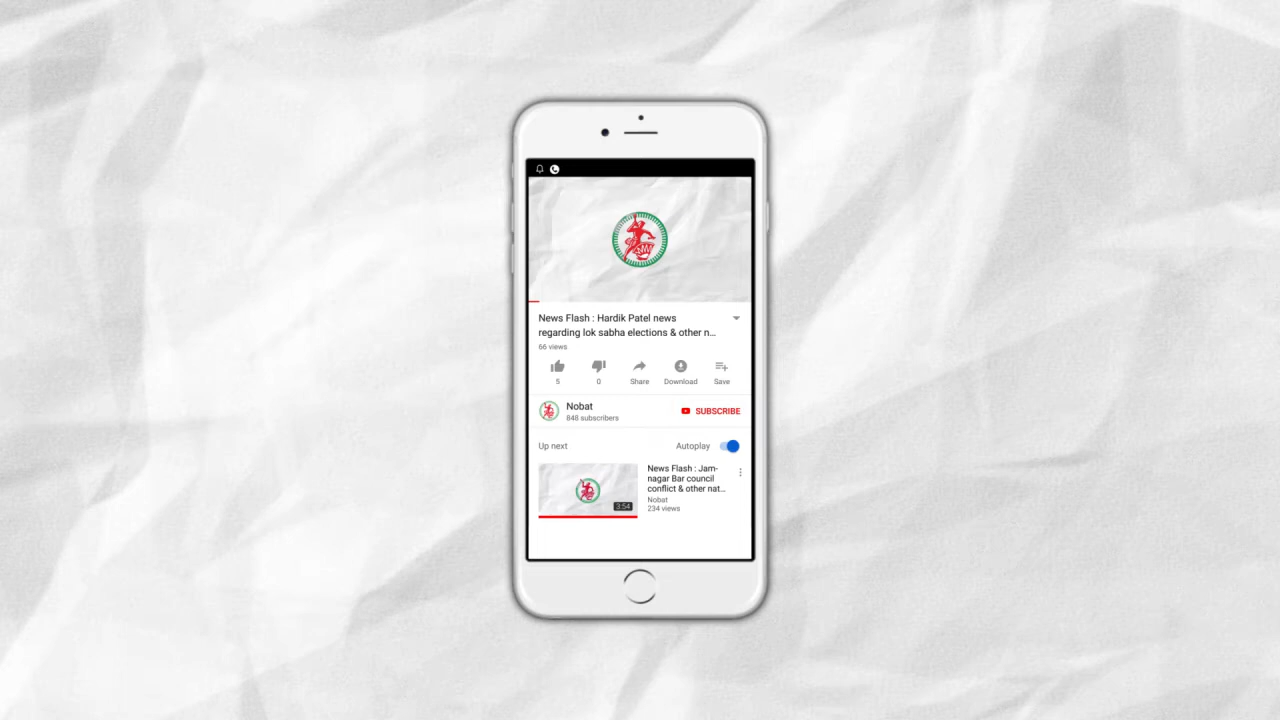 News Flash : Hardik Patel news
regarding lok sabha elections & other n...
66 views
5
0
Share
Download
Save
Nobat
848 subscribers
SUBSCRIBE
Up next
Autoplay
3:54
News Flash : Jam-
nagar Bar council
conflict & other nat...
Nobat
234 views